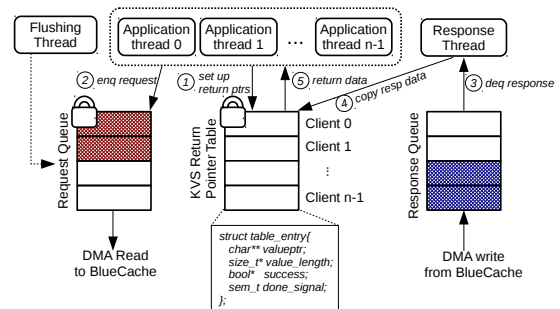 Flushing
Thread
Application
thread 0
Application
thread 1
...
Application
thread n-1
Response
Thread
2 enq request
1 set up
return ptrs
5 return data
4 copy resp data
3 deq response
Request Queue
KVS Return
Pointer Table
Client 0
Client 1
...
Client n-1
Response Queue
DMA Read
to BlueCache
struct table_entry{
char** valueptr;
size_t* value_length;
bool* success;
sem_t done_signal;
};
DMA write
from BlueCache